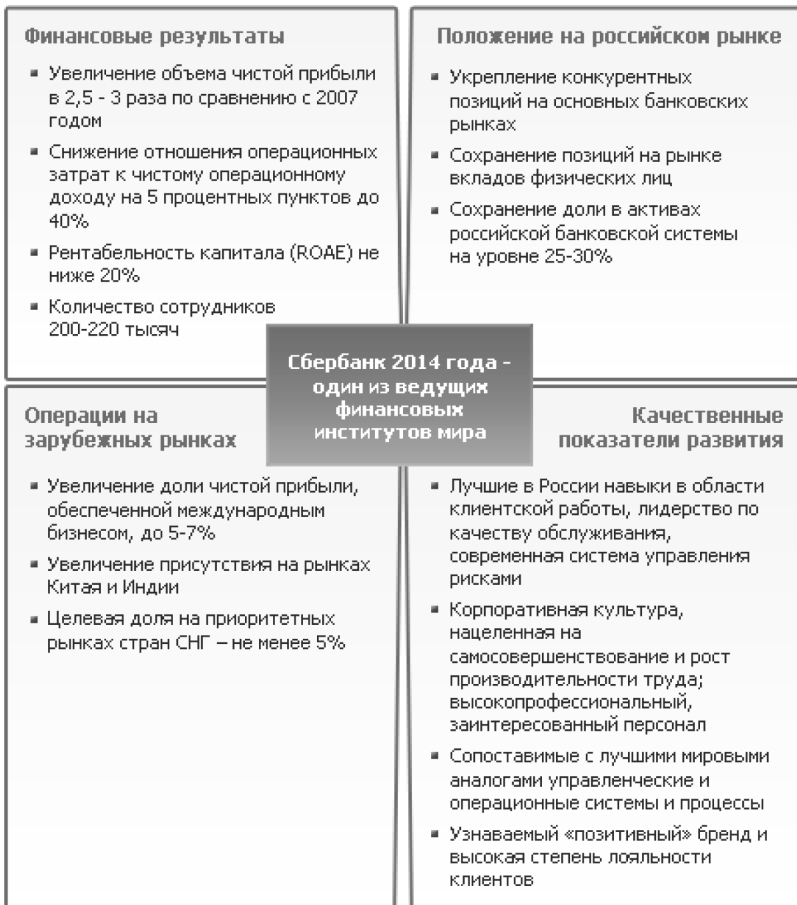 Финансовые результаты
▪ Увеличение объема чистой прибыли
в 2,5 - 3 раза по сравнению с 2007
годом
▪ Снижение отношения операционных
затрат к чистому операционному
доходу на 5 процентных пунктов до
40%
▪ Рентабельность капитала (ROAE) не
ниже 20%
▪ Количество сотрудников
200-220 тысяч
Положение на российском рынке
▪ Укрепление конкурентных
позиций на основных банковских
рынках
▪ Сохранение позиций на рынке
вкладов физических лиц
▪ Сохранение доли в активах
российской банковской системы
на уровне 25-30%
Сбербанк 2014 года -
один из ведущих
финансовых
институтов мира
Операции на
зарубежных рынках
▪ Увеличение доли чистой прибыли,
обеспеченной международным
бизнесом, до 5-7%
▪ Увеличение присутствия на рынках
Китая и Индии
▪ Целевая доля на приоритетных
рынках стран СНГ – не менее 5%
Качественные
показатели развития
▪ Лучшие в России навыки в области
клиентской работы, лидерство по
качеству обслуживания,
современная система управления
рисками
▪ Корпоративная культура,
нацеленная на
самосовершенствование и рост
производительности труда;
высокопрофессиональный,
заинтересованный персонал
▪ Сопоставимые с лучшими мировыми
аналогами управленческие и
операционные системы и процессы
▪ Узнаваемый «позитивный» бренд и
высокая степень лояльности
клиентов